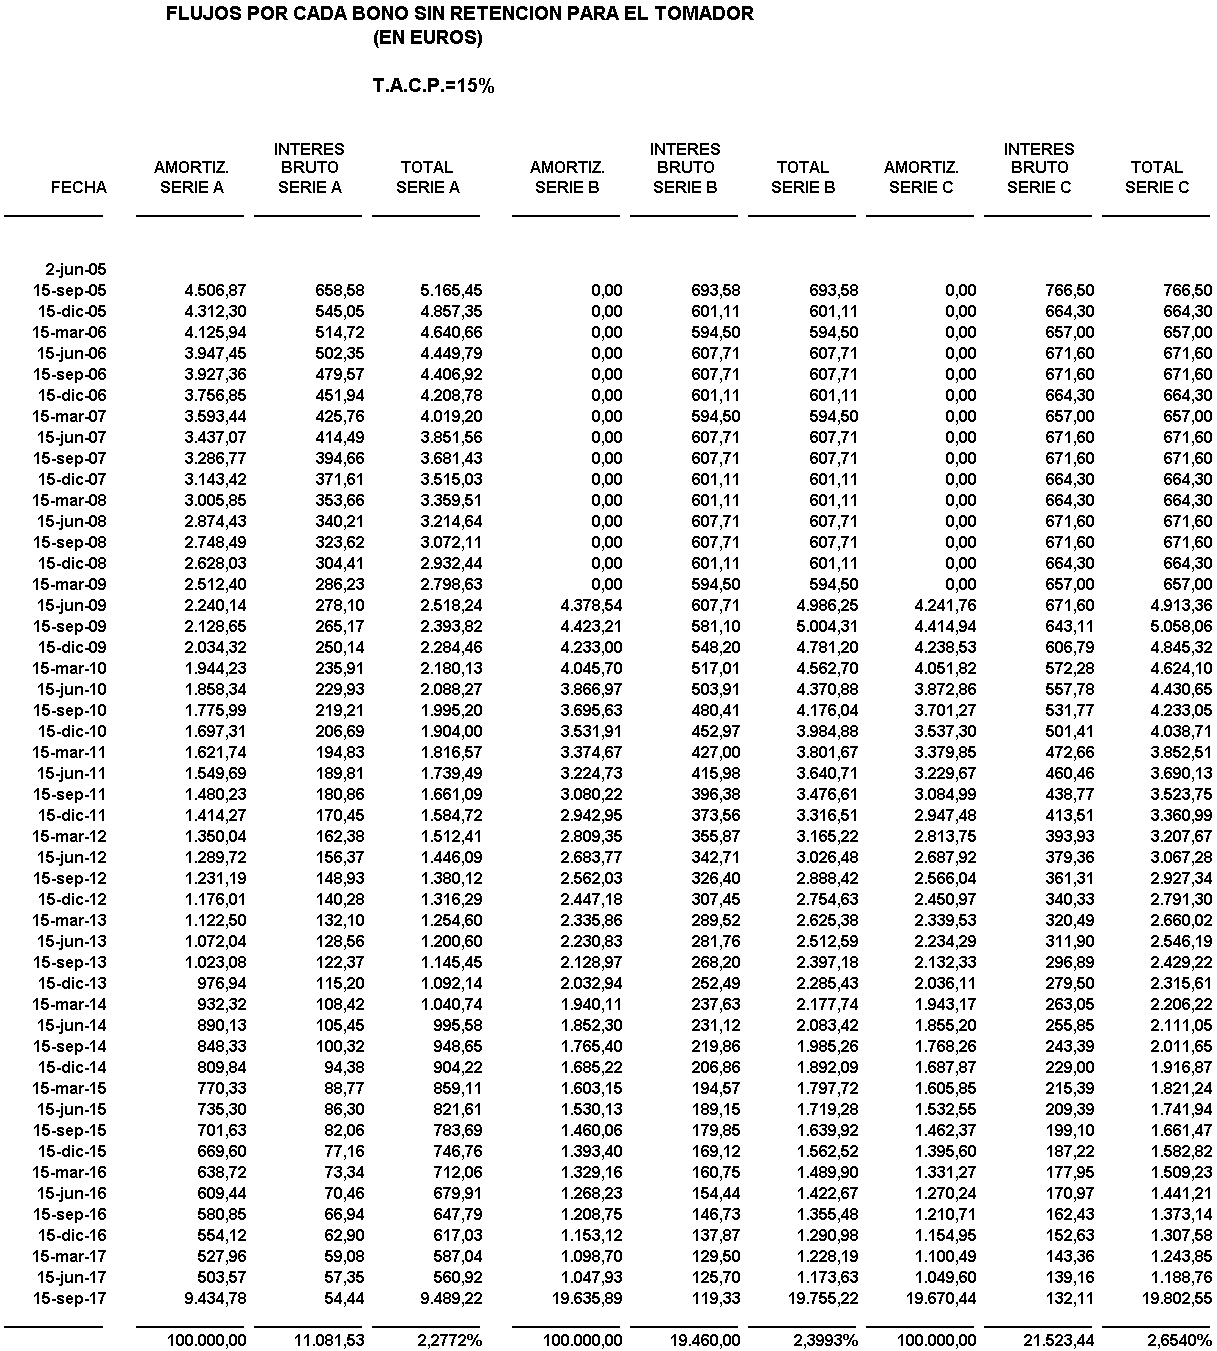 FLUJOS POR CADA BONO SIN RETENCION PARA EL TOMADOR
(EN EUROS)
T.A.C.P.=15%
INTERES INTERES INTERES
AMORTIZ. BRUTO TOTAL AMORTIZ. BRUTO TOTAL AMORTIZ. BRUTO TOTAL
FECHA SERIE A SERIE A SERIE A SERIE B SERIE B SERIE B SERIE C SERIE C SERIE C
2-jun-05
15-sep-05 4.506,87 658,58 5.165,45 0,00 693,58 693,58 0,00 766,50 766,50
15-dic-05 4.312,30 545,05 4.857,35 0,00 601,11 601,11 0,00 664,30 664,30
15-mar-06 4.125,94 514,72 4.640,66 0,00 594,50 594,50 0,00 657,00 657,00
15-jun-06 3.947,45 502,35 4.449,79 0,00 607,71 607,71 0,00 671,60 671,60
15-sep-06 3.927,36 479,57 4.406,92 0,00 607,71 607,71 0,00 671,60 671,60
15-dic-06 3.756,85 451,94 4.208,78 0,00 601,11 601,11 0,00 664,30 664,30
15-mar-07 3.593,44 425,76 4.019,20 0,00 594,50 594,50 0,00 657,00 657,00
15-jun-07 3.437,07 414,49 3.851,56 0,00 607,71 607,71 0,00 671,60 671,60
15-sep-07 3.286,77 394,66 3.681,43 0,00 607,71 607,71 0,00 671,60 671,60
15-dic-07 3.143,42 371,61 3.515,03 0,00 601,11 601,11 0,00 664,30 664,30
15-mar-08 3.005,85 353,66 3.359,51 0,00 601,11 601,11 0,00 664,30 664,30
15-jun-08 2.874,43 340,21 3.214,64 0,00 607,71 607,71 0,00 671,60 671,60
15-sep-08 2.748,49 323,62 3.072,11 0,00 607,71 607,71 0,00 671,60 671,60
15-dic-08 2.628,03 304,41 2.932,44 0,00 601,11 601,11 0,00 664,30 664,30
15-mar-09 2.512,40 286,23 2.798,63 0,00 594,50 594,50 0,00 657,00 657,00
15-jun-09 2.240,14 278,10 2.518,24 4.378,54 607,71 4.986,25 4.241,76 671,60 4.913,36
15-sep-09 2.128,65 265,17 2.393,82 4.423,21 581,10 5.004,31 4.414,94 643,11 5.058,06
15-dic-09 2.034,32 250,14 2.284,46 4.233,00 548,20 4.781,20 4.238,53 606,79 4.845,32
15-mar-10 1.944,23 235,91 2.180,13 4.045,70 517,01 4.562,70 4.051,82 572,28 4.624,10
15-jun-10 1.858,34 229,93 2.088,27 3.866,97 503,91 4.370,88 3.872,86 557,78 4.430,65
15-sep-10 1.775,99 219,21 1.995,20 3.695,63 480,41 4.176,04 3.701,27 531,77 4.233,05
15-dic-10 1.697,31 206,69 1.904,00 3.531,91 452,97 3.984,88 3.537,30 501,41 4.038,71
15-mar-11 1.621,74 194,83 1.816,57 3.374,67 427,00 3.801,67 3.379,85 472,66 3.852,51
15-jun-11 1.549,69 189,81 1.739,49 3.224,73 415,98 3.640,71 3.229,67 460,46 3.690,13
15-sep-11 1.480,23 180,86 1.661,09 3.080,22 396,38 3.476,61 3.084,99 438,77 3.523,75
15-dic-11 1.414,27 170,45 1.584,72 2.942,95 373,56 3.316,51 2.947,48 413,51 3.360,99
15-mar-12 1.350,04 162,38 1.512,41 2.809,35 355,87 3.165,22 2.813,75 393,93 3.207,67
15-jun-12 1.289,72 156,37 1.446,09 2.683,77 342,71 3.026,48 2.687,92 379,36 3.067,28
15-sep-12 1.231,19 148,93 1.380,12 2.562,03 326,40 2.888,42 2.566,04 361,31 2.927,34
15-dic-12 1.176,01 140,28 1.316,29 2.447,18 307,45 2.754,63 2.450,97 340,33 2.791,30
15-mar-13 1.122,50 132,10 1.254,60 2.335,86 289,52 2.625,38 2.339,53 320,49 2.660,02
15-jun-13 1.072,04 128,56 1.200,60 2.230,83 281,76 2.512,59 2.234,29 311,90 2.546,19
15-sep-13 1.023,08 122,37 1.145,45 2.128,97 268,20 2.397,18 2.132,33 296,89 2.429,22
15-dic-13 976,94 115,20 1.092,14 2.032,94 252,49 2.285,43 2.036,11 279,50 2.315,61
15-mar-14 932,32 108,42 1.040,74 1.940,11 237,63 2.177,74 1.943,17 263,05 2.206,22
15-jun-14 890,13 105,45 995,58 1.852,30 231,12 2.083,42 1.855,20 255,85 2.111,05
15-sep-14 848,33 100,32 948,65 1.765,40 219,86 1.985,26 1.768,26 243,39 2.011,65
15-dic-14 809,84 94,38 904,22 1.685,22 206,86 1.892,09 1.687,87 229,00 1.916,87
15-mar-15 770,33 88,77 859,11 1.603,15 194,57 1.797,72 1.605,85 215,39 1.821,24
15-jun-15 735,30 86,30 821,61 1.530,13 189,15 1.719,28 1.532,55 209,39 1.741,94
15-sep-15 701,63 82,06 783,69 1.460,06 179,85 1.639,92 1.462,37 199,10 1.661,47
15-dic-15 669,60 77,16 746,76 1.393,40 169,12 1.562,52 1.395,60 187,22 1.582,82
15-mar-16 638,72 73,34 712,06 1.329,16 160,75 1.489,90 1.331,27 177,95 1.509,23
15-jun-16 609,44 70,46 679,91 1.268,23 154,44 1.422,67 1.270,24 170,97 1.441,21
15-sep-16 580,85 66,94 647,79 1.208,75 146,73 1.355,48 1.210,71 162,43 1.373,14
15-dic-16 554,12 62,90 617,03 1.153,12 137,87 1.290,98 1.154,95 152,63 1.307,58
15-mar-17 527,96 59,08 587,04 1.098,70 129,50 1.228,19 1.100,49 143,36 1.243,85
15-jun-17 503,57 57,35 560,92 1.047,93 125,70 1.173,63 1.049,60 139,16 1.188,76
15-sep-17 9.434,78 54,44 9.489,22 19.635,89 119,33 19.755,22 19.670,44 132,11 19.802,55
100.000,00 11.081,53 2,2772% 100.000,00 19.460,00 2,3993% 100.000,00 21.523,44 2,6540%